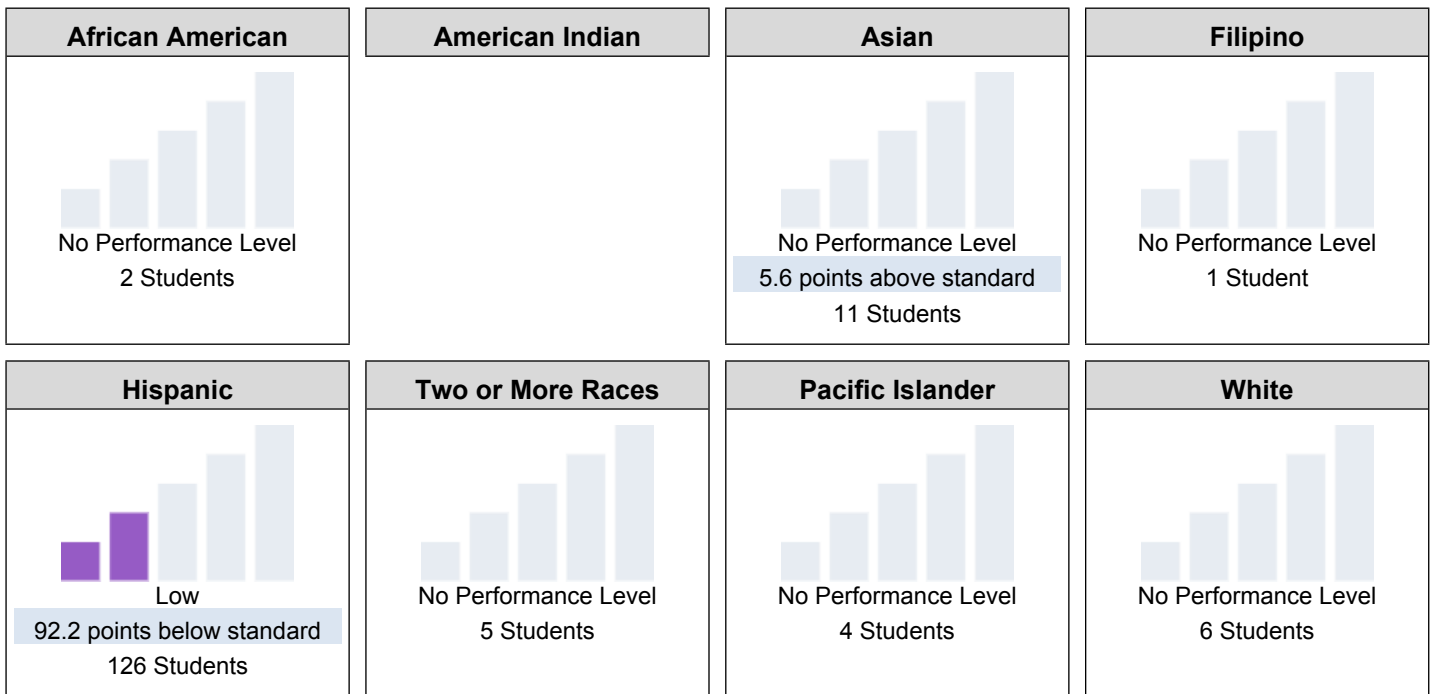 African American
No Performance Level
2 Students
American Indian
Asian
No Performance Level
5.6 points above standard
11 Students
Filipino
No Performance Level
1 Student
Hispanic
Low
92.2 points below standard
126 Students
Two or More Races
No Performance Level
5 Students
Pacific Islander
No Performance Level
4 Students
White
No Performance Level
6 Students